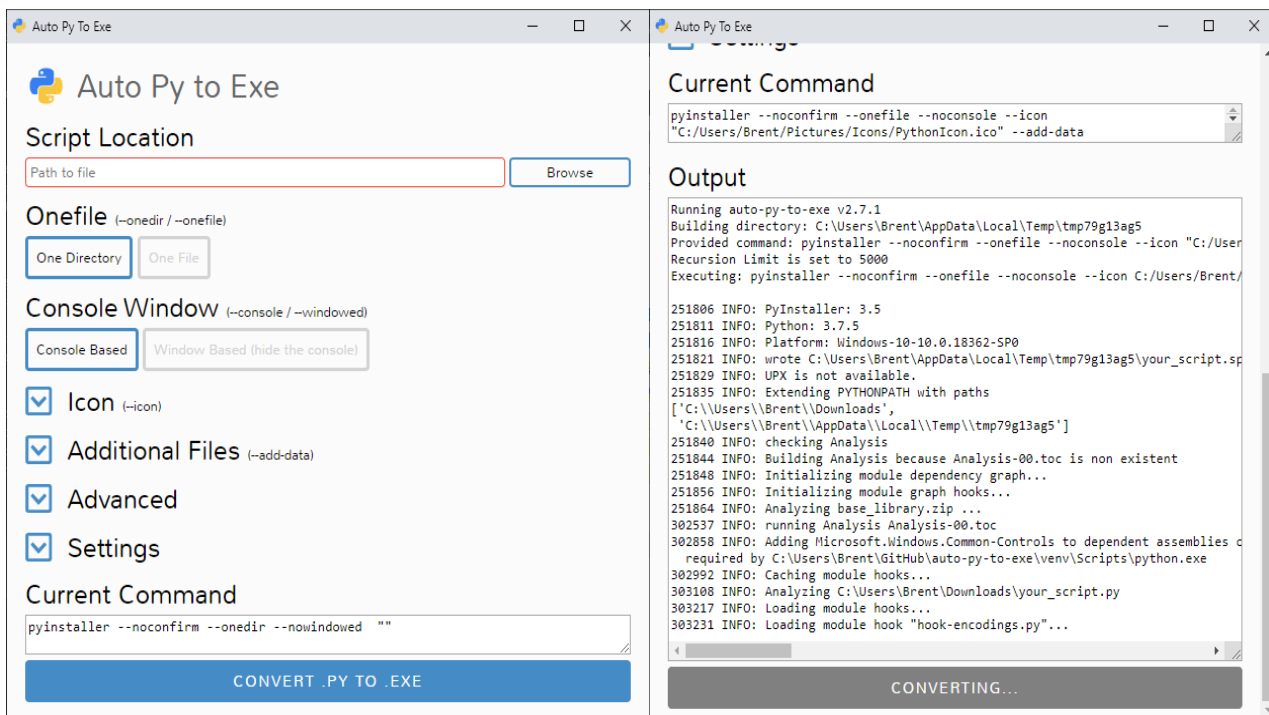 Auto Py To Exe
Auto Py to Exe
Script Location
Path to file
Browse
Onefile (--onedir / --onefile)
One Directory
One File
Console Window (--console / --windowed)
Console Based
Window Based (hide the console)
Icon (--icon)
Additional Files (--add-data)
Advanced
Settings
Current Command
pyinstaller --noconfirm --onedir --nowindowed  ""
CONVERT .PY TO .EXE
Auto Py To Exe
Settings
Current Command
pyinstaller --noconfirm --onefile --noconsole --icon
"C:/Users/Brent/Pictures/Icons/PythonIcon.ico" --add-data
Output
Running auto-py-to-exe v2.7.1
Building directory: C:\Users\Brent\AppData\Local\Temp\tmp79g13ag5
Provided command: pyinstaller --noconfirm --onefile --noconsole --icon "C:/User
Recursion Limit is set to 5000
Executing: pyinstaller --noconfirm --onefile --noconsole --icon C:/Users/Brent/
251806 INFO: PyInstaller: 3.5
251811 INFO: Python: 3.7.5
251816 INFO: Platform: Windows-10-10.0.18362-SP0
251821 INFO: wrote C:\Users\Brent\AppData\Local\Temp\tmp79g13ag5\your_script.sp
251829 INFO: UPX is not available.
251835 INFO: Extending PYTHONPATH with paths
['C:\\Users\\Brent\\Downloads',
 'C:\\Users\\Brent\\AppData\\Local\\Temp\\tmp79g13ag5']
251840 INFO: checking Analysis
251844 INFO: Building Analysis because Analysis-00.toc is non existent
251848 INFO: Initializing module dependency graph...
251856 INFO: Initializing module graph hooks...
251864 INFO: Analyzing base_library.zip ...
302537 INFO: running Analysis Analysis-00.toc
302858 INFO: Adding Microsoft.Windows.Common-Controls to dependent assemblies o
  required by C:\Users\Brent\GitHub\auto-py-to-exe\venv\Scripts\python.exe
302992 INFO: Caching module hooks...
303108 INFO: Analyzing C:\Users\Brent\Downloads\your_script.py
303217 INFO: Loading module hooks...
303231 INFO: Loading module hook "hook-encodings.py"...
CONVERTING...